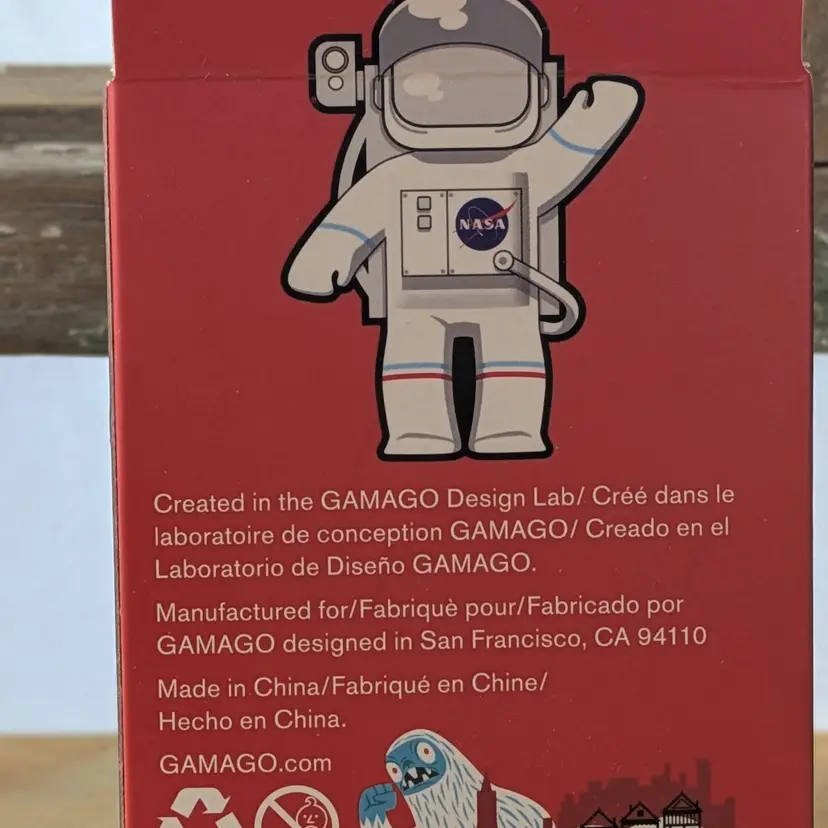 NASA
Created in the GAMAGO Design Lab/ Créé dans le
laboratoire de conception GAMAGO/ Creado en el
Laboratorio de Diseño GAMAGO.
Manufactured for/Fabriquè pour/Fabricado por
GAMAGO designed in San Francisco, CA 94110
Made in China/Fabriqué en Chine/
Hecho en China.
GAMAGO.com